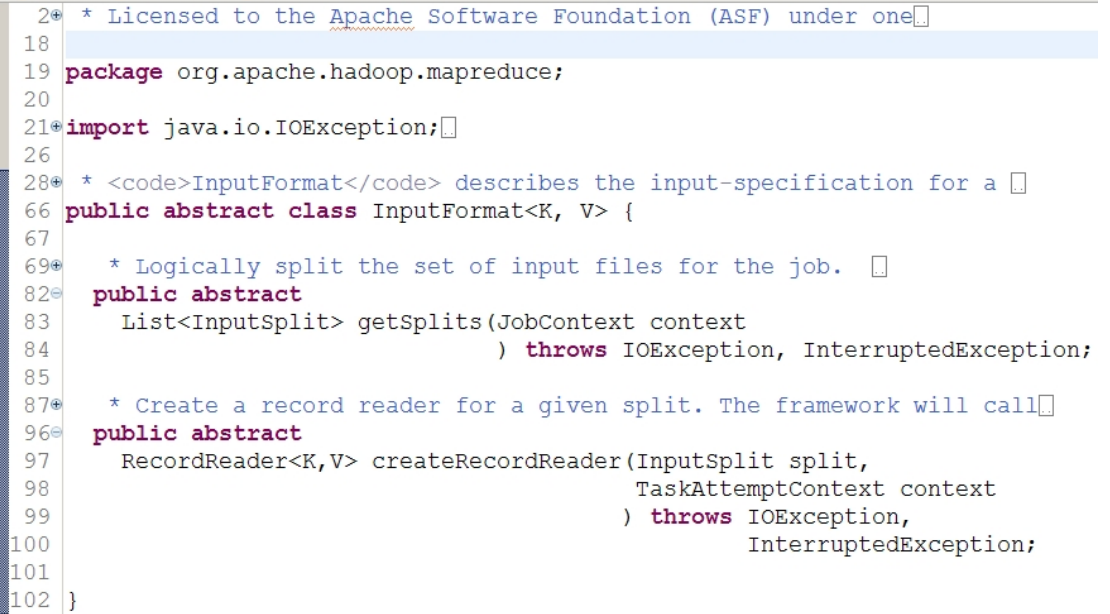 2 * Licensed to the Apache Software Foundation (ASF) under one
18
19 package org.apache.hadoop.mapreduce;
20
21 import java.io.IOException;
26
28 * <code>InputFormat</code> describes the input-specification for a
66 public abstract class InputFormat<K, V> {
67
69 * Logically split the set of input files for the job.
82 public abstract
83 List<InputSplit> getSplits(JobContext context
84 ) throws IOException, InterruptedException;
85
87 * Create a record reader for a given split. The framework will call
96 public abstract
97 RecordReader<K,V> createRecordReader(InputSplit split,
98 TaskAttemptContext context
99 ) throws IOException,
100 InterruptedException;
101
102 }